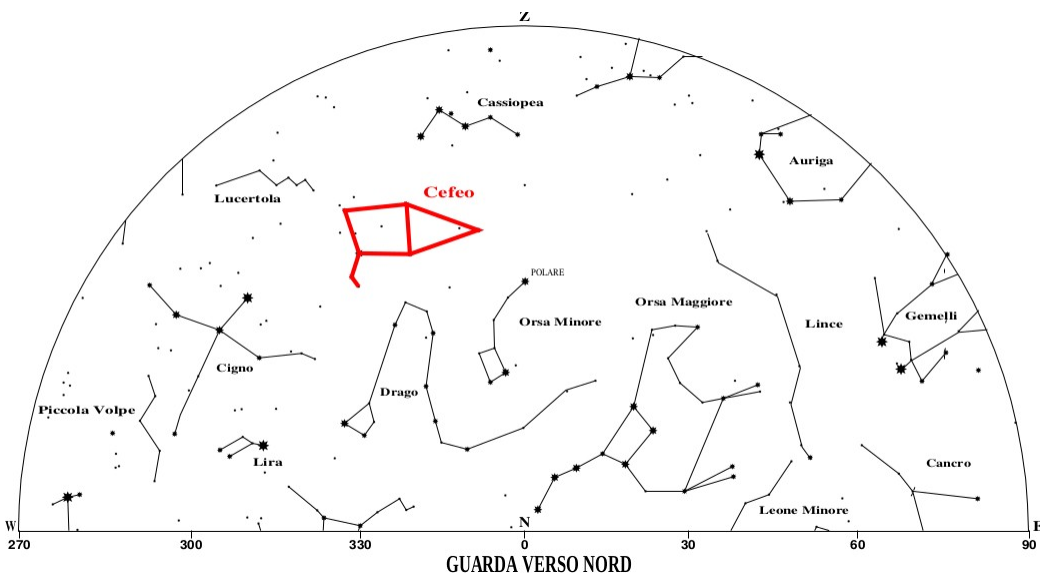 Z
Cassiopea
Auriga
Cefeo
Lucertola
POLARE
Orsa Maggiore
Orsa Minore
Lince
Gemelli
Cigno
Drago
Piccola Volpe
Lira
Cancro
Leone Minore
W
N
E
270 300 330 0 30 60 90
GUARDA VERSO NORD